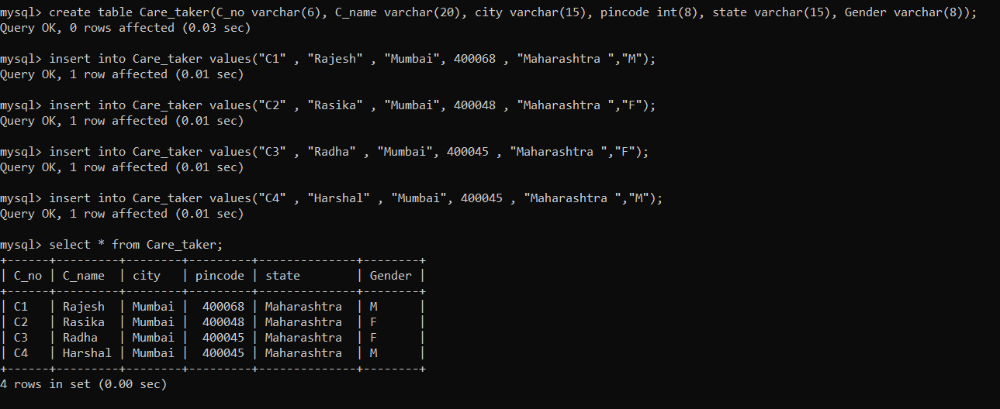 mysql> create table Care_taker(C_no varchar(6), C_name varchar(20), city varchar(15), pincode int(8), state varchar(15), Gender varchar(8));
Query OK, 0 rows affected (0.03 sec)
mysql> insert into Care_taker values("C1" , "Rajesh" , "Mumbai", 400068 , "Maharashtra ","M");
Query OK, 1 row affected (0.01 sec)
mysql> insert into Care_taker values("C2" , "Rasika" , "Mumbai", 400048 , "Maharashtra ","F");
Query OK, 1 row affected (0.01 sec)
mysql> insert into Care_taker values("C3" , "Radha" , "Mumbai", 400045 , "Maharashtra ","F");
Query OK, 1 row affected (0.01 sec)
mysql> insert into Care_taker values("C4" , "Harshal" , "Mumbai", 400045 , "Maharashtra ","M");
Query OK, 1 row affected (0.01 sec)
mysql> select * from Care_taker;
+------+---------+--------+---------+--------------+--------+
| C_no | C_name  | city   | pincode | state        | Gender |
+------+---------+--------+---------+--------------+--------+
| C1   | Rajesh  | Mumbai |  400068 | Maharashtra  | M      |
| C2   | Rasika  | Mumbai |  400048 | Maharashtra  | F      |
| C3   | Radha   | Mumbai |  400045 | Maharashtra  | F      |
| C4   | Harshal | Mumbai |  400045 | Maharashtra  | M      |
+------+---------+--------+---------+--------------+--------+
4 rows in set (0.00 sec)